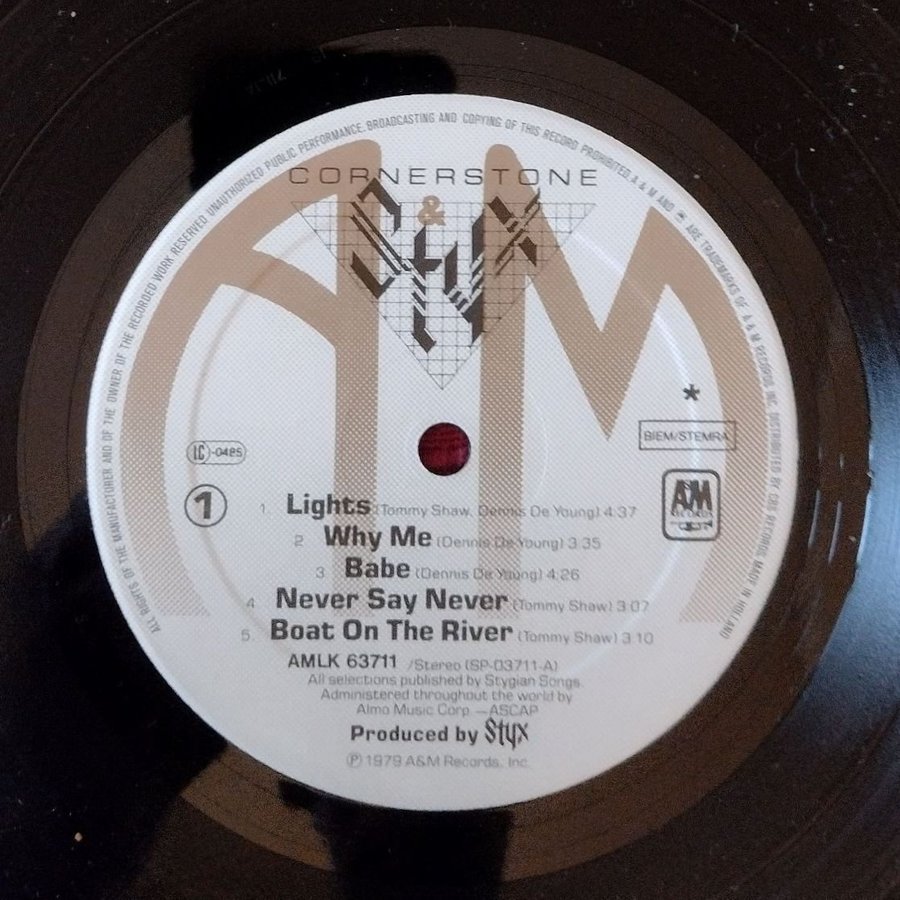 ALL RIGHTS OF THE MANUFACTURER AND OF THE OWNER OF THE RECORDED WORK RESERVED. UNAUTHORIZED PUBLIC PERFORMANCE, BROADCASTING AND COPYING OF THIS RECORD PROHIBITED. A & M AND ARE TRADEMARKS OF A & M RECORDS, INC. DISTRIBUTED BY CBS RECORDS. MADE IN HOLLAND
CORNERSTONE
&
Styx
AM
*
BIEM/STEMRA
LC-0485
1
A&M
RECORDS
1. Lights (Tommy Shaw, Dennis De Young) 4:37
2. Why Me (Dennis De Young) 3:35
3. Babe (Dennis De Young) 4:26
4. Never Say Never (Tommy Shaw) 3:07
5. Boat On The River (Tommy Shaw) 3:10
AMLK 63711 /Stereo (SP-03711-A)
All selections published by Stygian Songs.
Administered throughout the world by
Almo Music Corp. —ASCAP
Produced by Styx
℗ 1979 A&M Records, Inc.